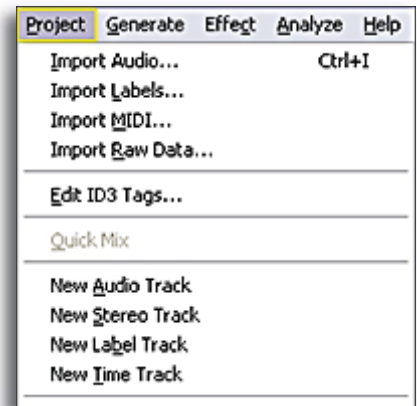 Project Generate Effect Analyze Help
Import Audio... Ctrl+I
Import Labels...
Import MIDI...
Import Raw Data...
Edit ID3 Tags...
Quick Mix
New Audio Track
New Stereo Track
New Label Track
New Time Track